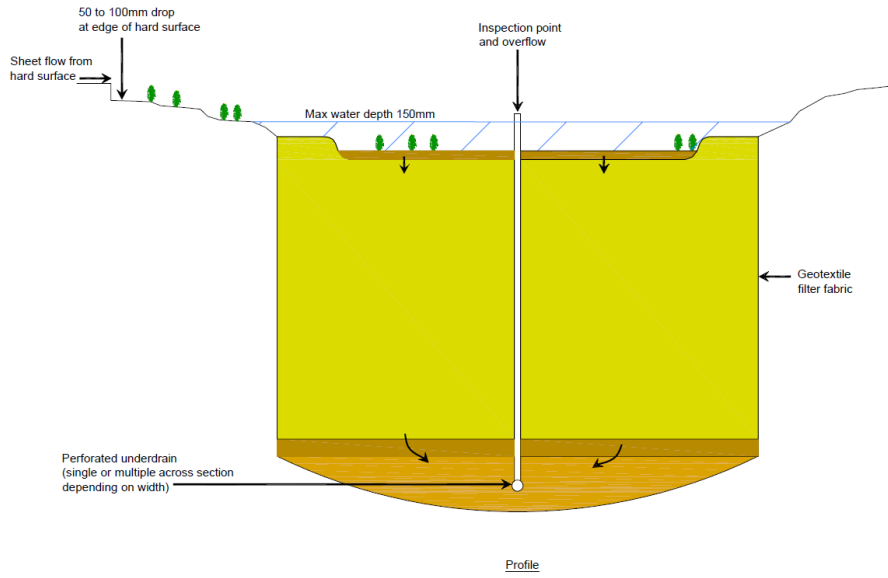 50 to 100mm drop
at edge of hard surface
Inspection point
and overflow
Sheet flow from
hard surface
Max water depth 150mm
Geotextile
filter fabric
Perforated underdrain
(single or multiple across section
depending on width)
Profile